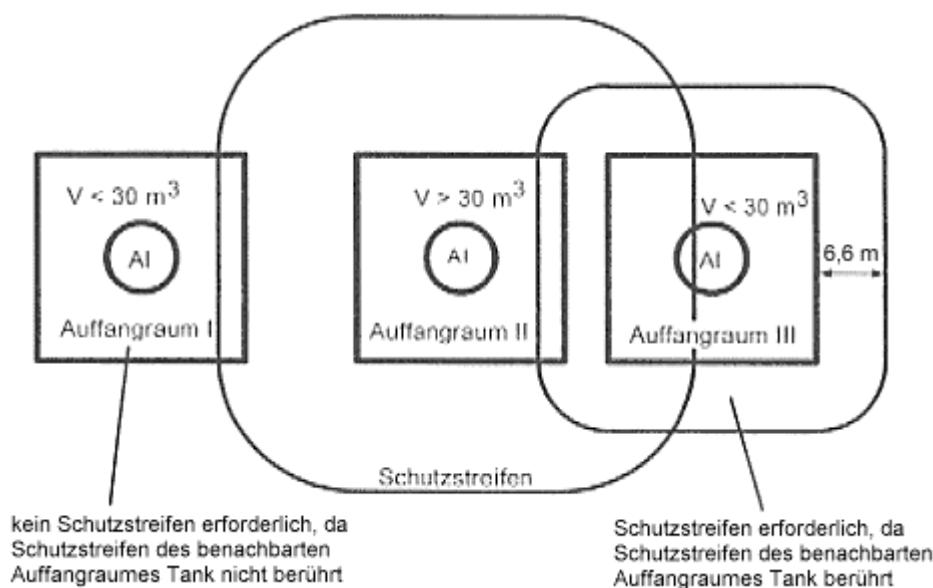 V < 30 m³
AI
Auffangraum I
V > 30 m³
AI
Auffangraum II
V < 30 m³
AI
Auffangraum III
6,6 m
Schutzstreifen
kein Schutzstreifen erforderlich, da
Schutzstreifen des benachbarten
Auffangraumes Tank nicht berührt
Schutzstreifen erforderlich, da
Schutzstreifen des benachbarten
Auffangraumes Tank berührt